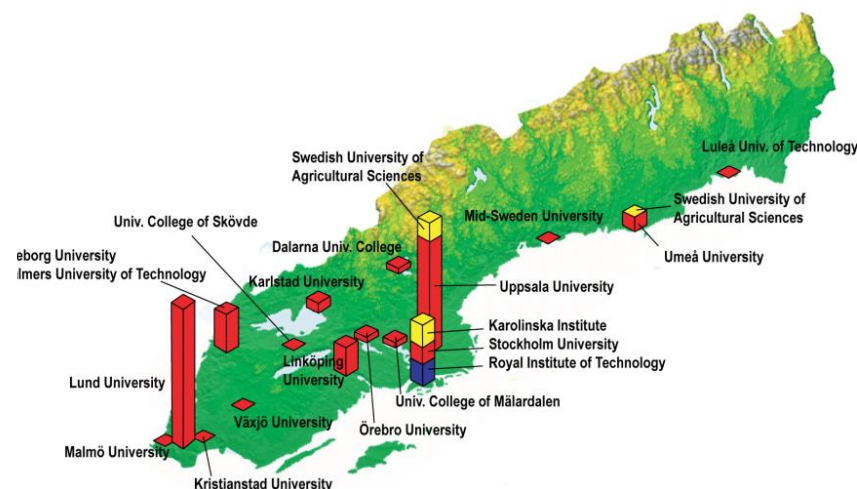 Luleå Univ. of Technology
Swedish University of
Agricultural Sciences
Swedish University of
Agricultural Sciences
Univ. College of Skövde
Mid-Sweden University
Dalarna Univ. College
Umeå University
eborg University
lmers University of Technology
Karlstad University
Uppsala University
Karolinska Institute
Stockholm University
Royal Institute of Technology
Linköping
University
Lund University
Univ. College of Mälardalen
Växjö University
Örebro University
Malmö University
Kristianstad University